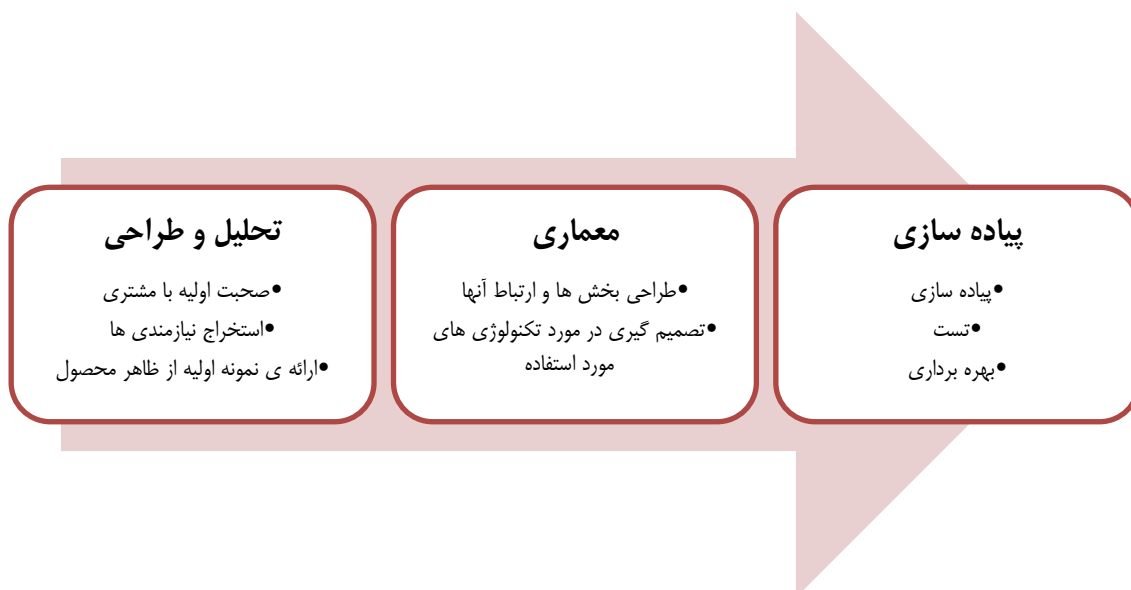 تحلیل و طراحی
•صحبت اولیه با مشتری
•استخراج نیازمندی ها
•ارائه ی نمونه اولیه از ظاهر محصول
معماری
•طراحی بخش ها و ارتباط آنها
•تصمیم گیری در مورد تکنولوژی های
مورد استفاده
پیاده سازی
•پیاده سازی
•تست
•بهره برداری